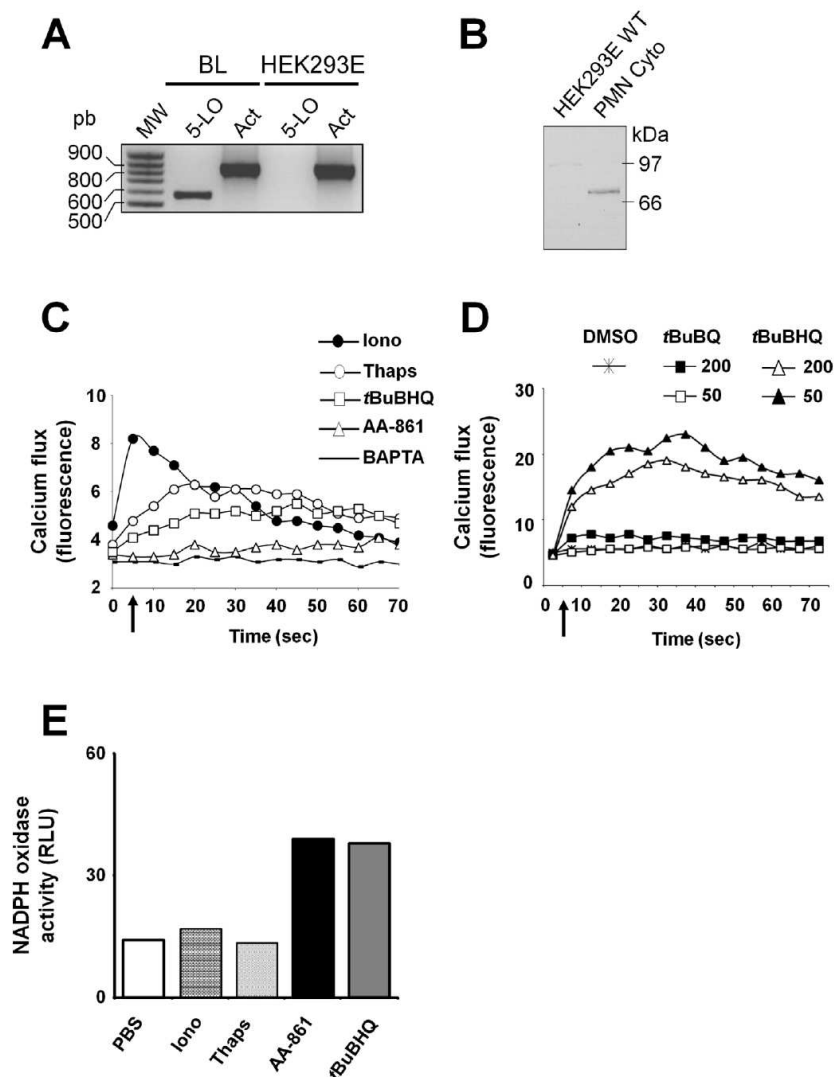 A
BL HEK293E
pb MW 5-LO Act 5-LO Act
900
800
600
500
B
HEK293E WT PMN Cyto
kDa
97
66
C
Iono
Thaps
tBuBHQ
AA-861
BAPTA
10
8
6
4
2
Calcium flux
(fluorescence)
0 10 20 30 40 50 60 70
Time (sec)
D
DMSO tBuBQ tBuBHQ
200 200
50 50
30
20
10
0
Calcium flux
(fluorescence)
0 10 20 30 40 50 60 70
Time (sec)
E
60
30
0
NADPH oxidase
activity (RLU)
PBS Iono Thaps AA-861 tBuBHQ